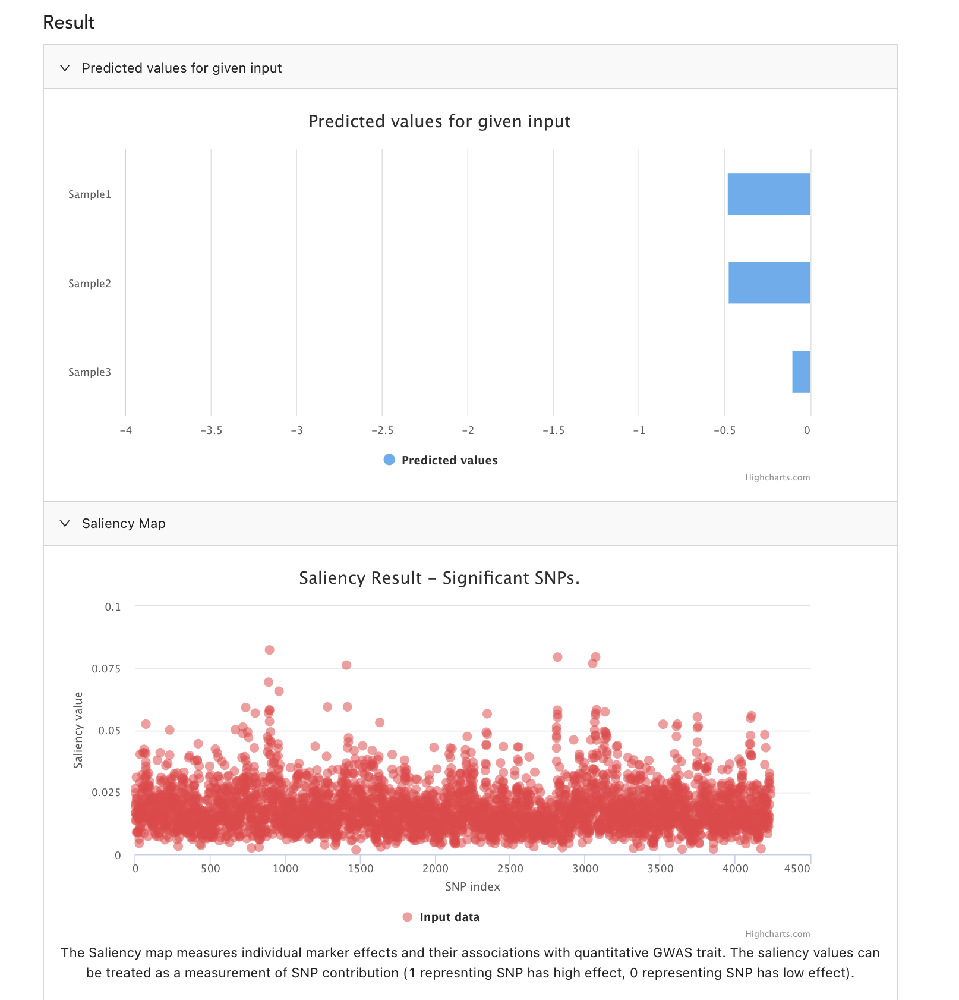 Result
Predicted values for given input
Predicted values for given input
Sample1
Sample2
Sample3
−4 −3.5 −3 −2.5 −2 −1.5 −1 −0.5 0
Predicted values
Highcharts.com
Saliency Map
Saliency Result – Significant SNPs.
Saliency value
0.1
0.075
0.05
0.025
0
0 500 1000 1500 2000 2500 3000 3500 4000 4500
SNP index
Input data
Highcharts.com
The Saliency map measures individual marker effects and their associations with quantitative GWAS trait. The saliency values can
be treated as a measurement of SNP contribution (1 represnting SNP has high effect, 0 representing SNP has low effect).